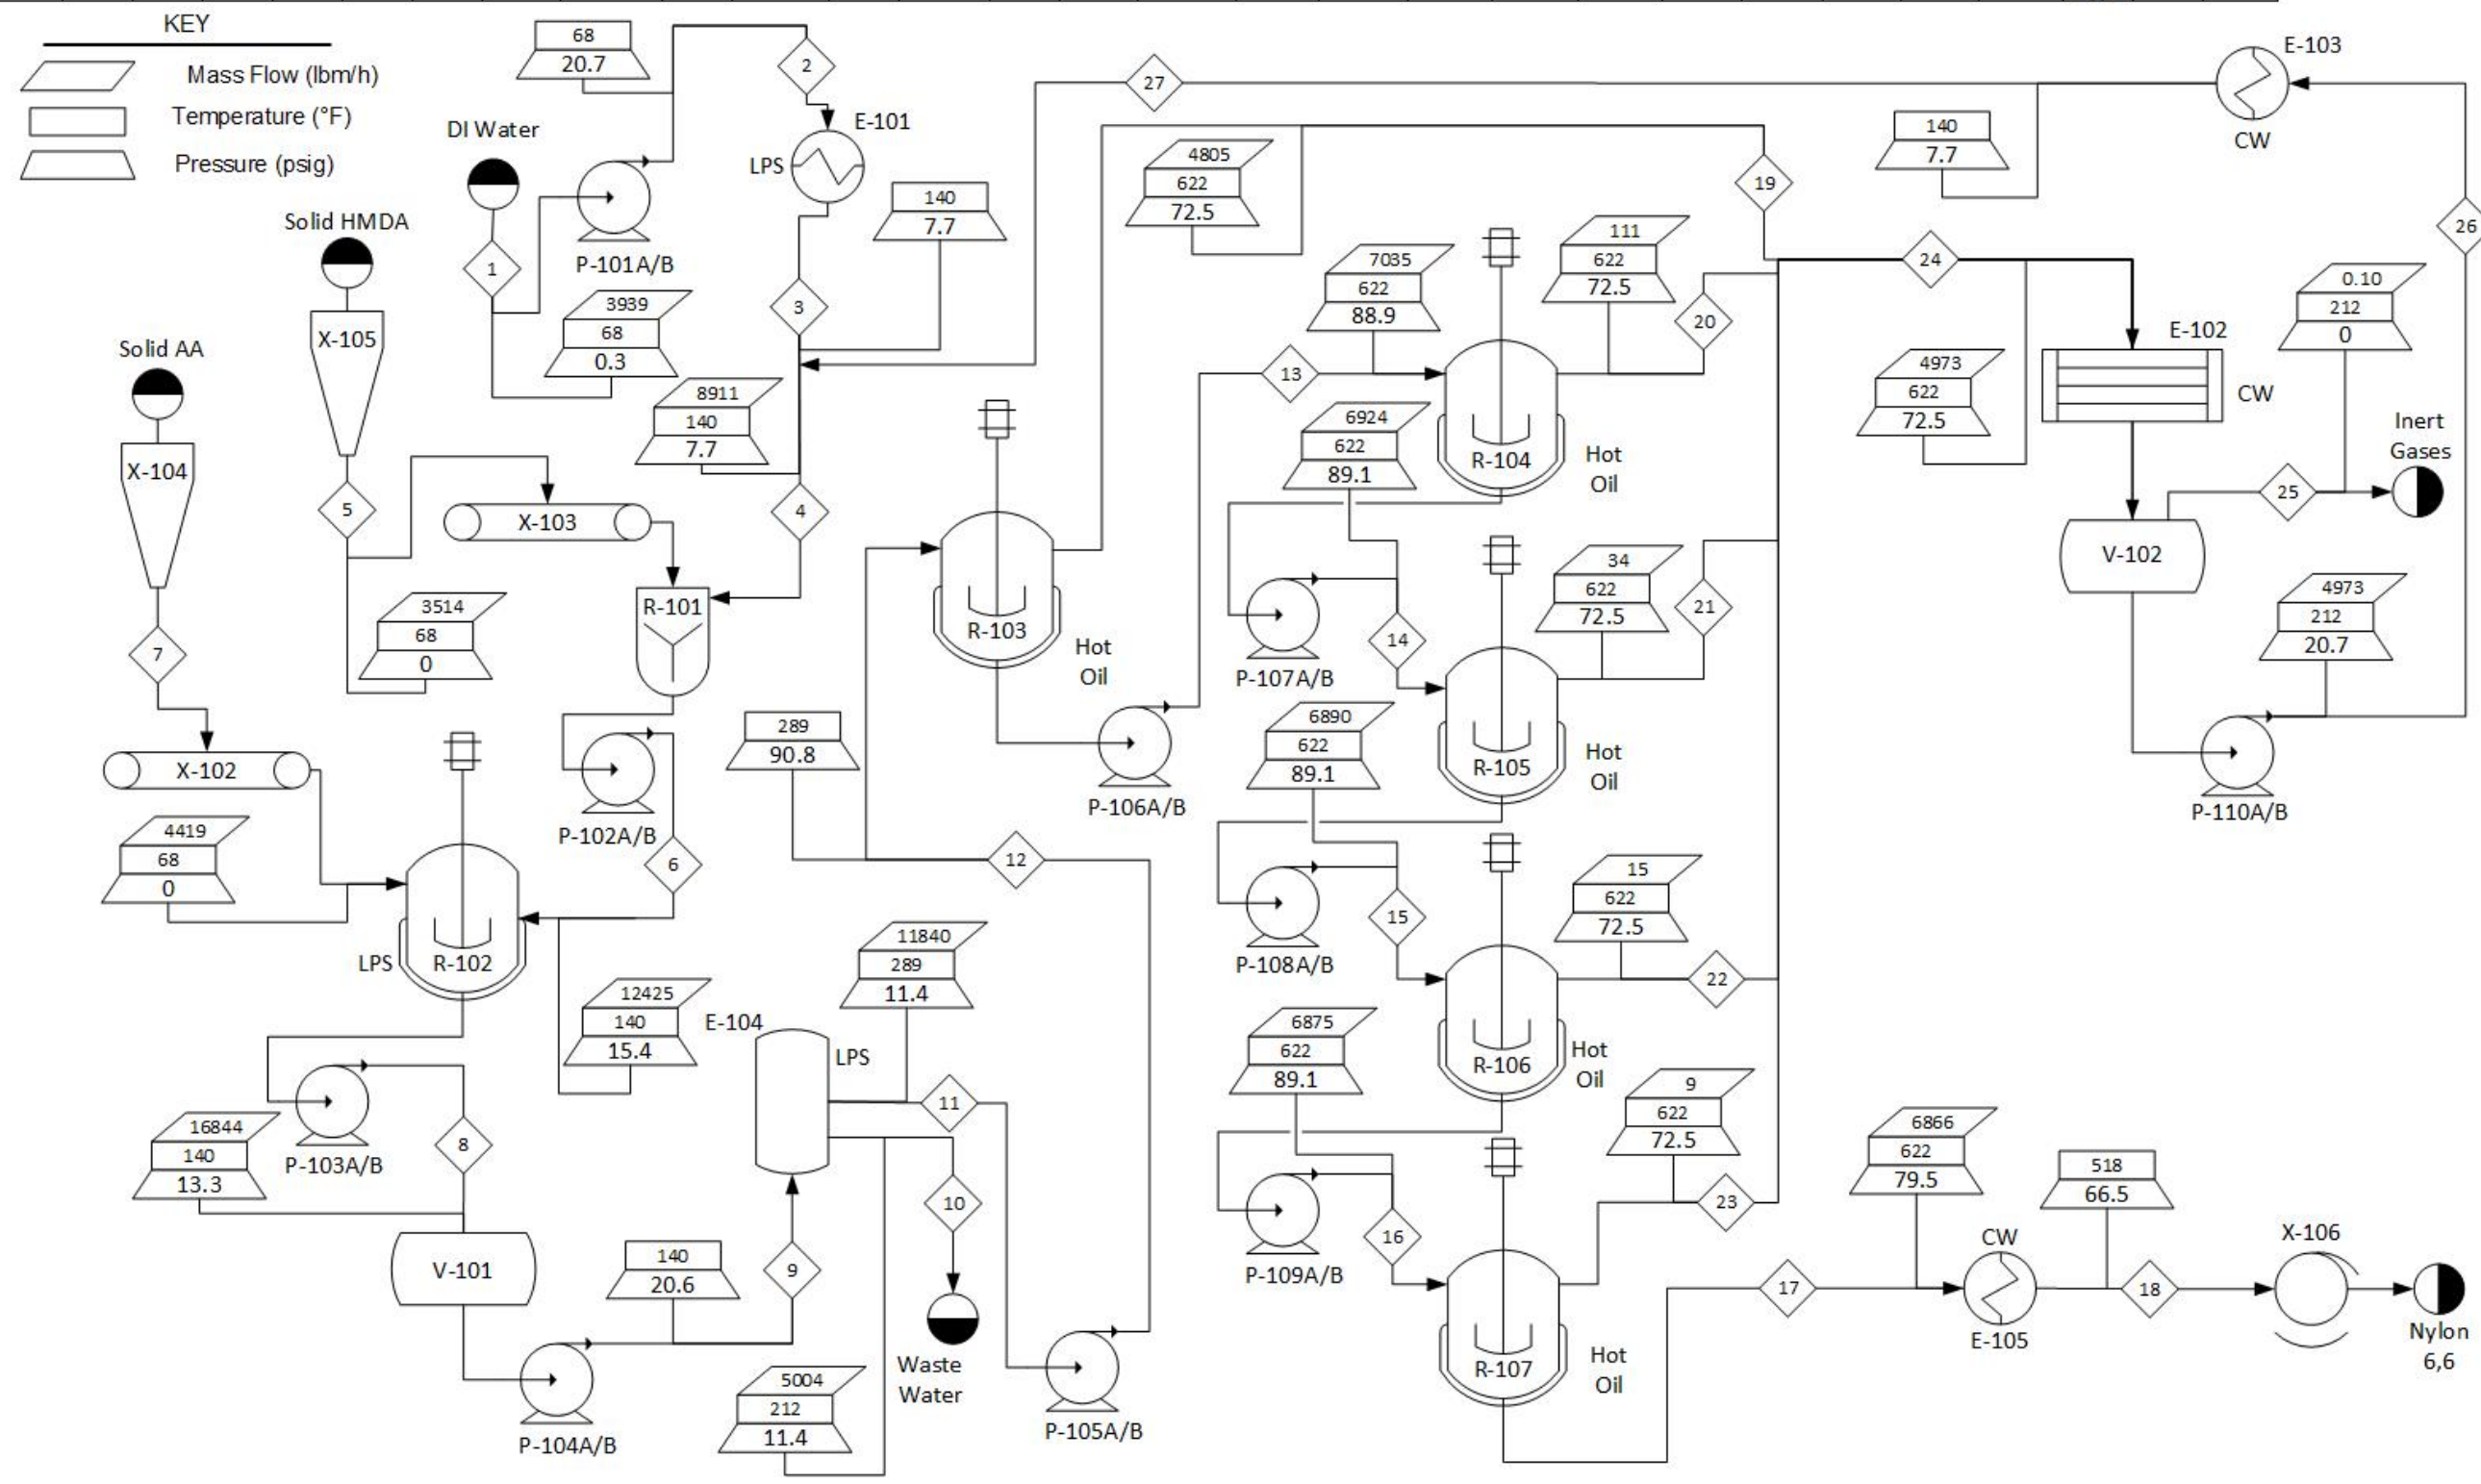 KEY
Mass Flow (lbm/h)
Temperature (°F)
Pressure (psig)
68
20.7
2
DI Water
E-101
LPS
P-101A/B
1
3939
68
0.3
140
7.7
3
8911
140
7.7
4
Solid HMDA
X-105
5
3514
68
0
X-103
R-101
Solid AA
X-104
7
X-102
4419
68
0
P-102A/B
6
LPS
R-102
12425
140
15.4
P-103A/B
8
16844
140
13.3
V-101
P-104A/B
140
20.6
9
E-104
LPS
11840
289
11.4
11
10
Waste
Water
5004
212
11.4
P-105A/B
289
90.8
12
R-103
Hot
Oil
P-106A/B
27
4805
622
72.5
19
7035
622
88.9
13
R-104
Hot
Oil
111
622
72.5
20
6924
622
89.1
P-107A/B
14
R-105
Hot
Oil
34
622
72.5
21
6890
622
89.1
P-108A/B
15
R-106
Hot
Oil
15
622
72.5
22
6875
622
89.1
P-109A/B
16
R-107
Hot
Oil
9
622
72.5
23
17
6866
622
79.5
CW
E-105
518
66.5
18
X-106
Nylon
6,6
24
4973
622
72.5
E-102
CW
V-102
25
0.10
212
0
Inert
Gases
4973
212
20.7
P-110A/B
26
E-103
CW
140
7.7